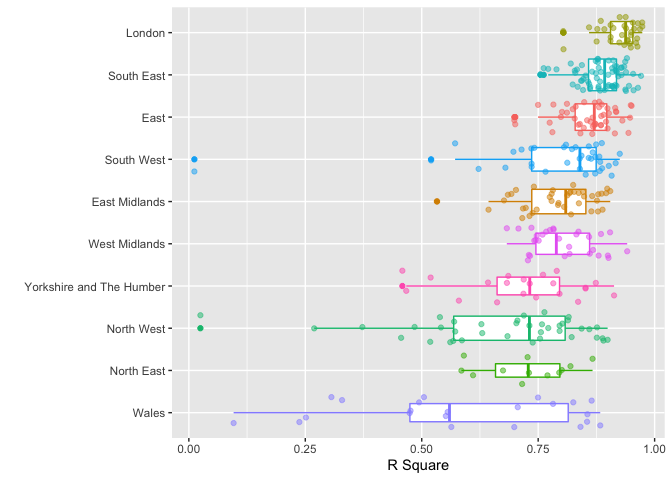 London
South East
East
South West
East Midlands
West Midlands
Yorkshire and The Humber
North West
North East
Wales
0.00 0.25 0.50 0.75 1.00
R Square